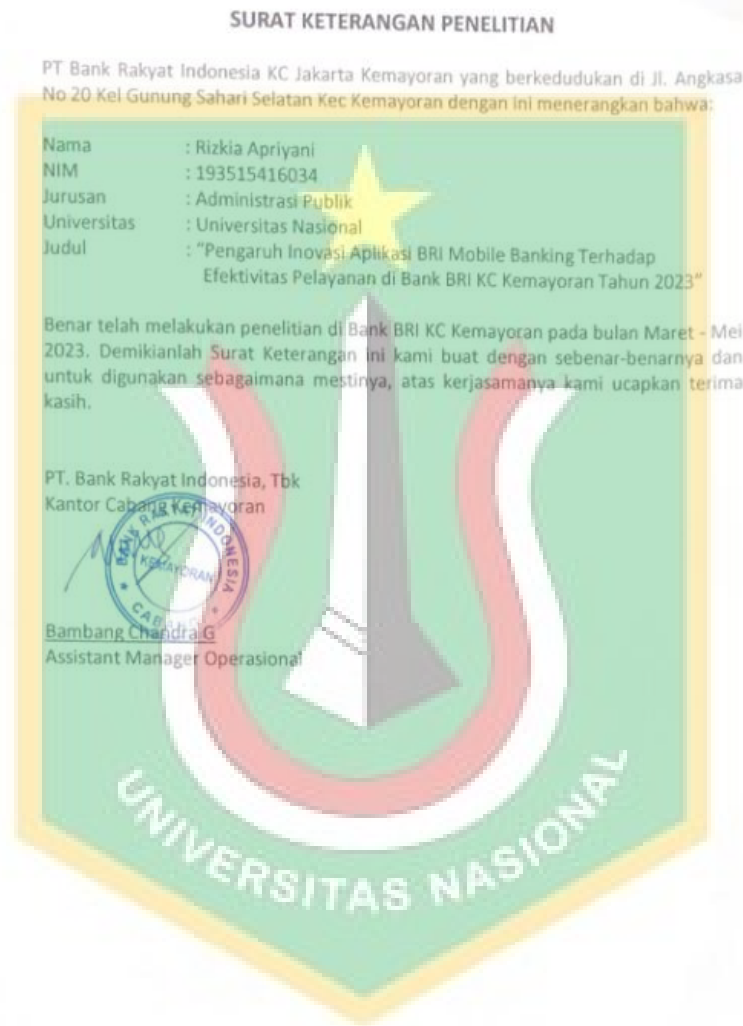 SURAT KETERANGAN PENELITIAN
PT Bank Rakyat Indonesia KC Jakarta Kemayoran yang berkedudukan di Jl. Angkasa
No 20 Kel Gunung Sahari Selatan Kec Kemayoran dengan ini menerangkan bahwa:
Nama : Rizkia Apriyani
NIM : 193515416034
Jurusan : Administrasi Publik
Universitas : Universitas Nasional
Judul : "Pengaruh Inovasi Aplikasi BRI Mobile Banking Terhadap
Efektivitas Pelayanan di Bank BRI KC Kemayoran Tahun 2023"
Benar telah melakukan penelitian di Bank BRI KC Kemayoran pada bulan Maret - Mei
2023. Demikianlah Surat Keterangan ini kami buat dengan sebenar-benarnya dan
untuk digunakan sebagaimana mestinya, atas kerjasamanya kami ucapkan terima
kasih.
PT. Bank Rakyat Indonesia, Tbk
Kantor Cabang Kemayoran
BANK RAKYAT INDONESIA
KEMAYORAN
CABANG
Bambang Chandra G
Assistant Manager Operasional
UNIVERSITAS NASIONAL